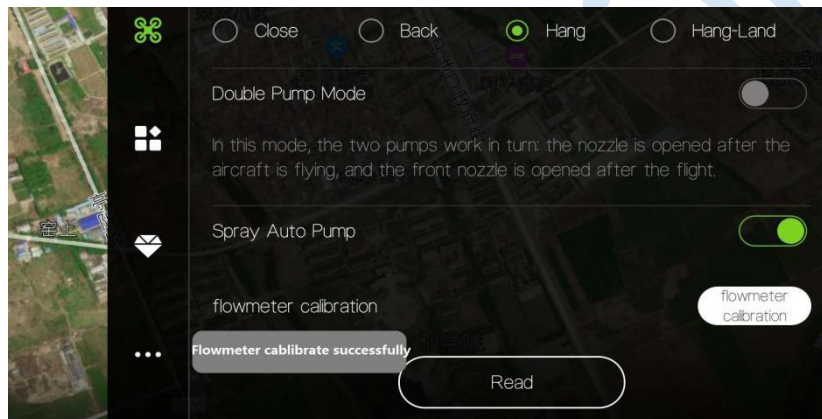 Close Back Hang Hang-Land
Double Pump Mode
In this mode, the two pumps work in turn: the nozzle is opened after the
aircraft is flying, and the front nozzle is opened after the flight.
Spray Auto Pump
窑上
flowmeter calibration
flowmeter
calibration
Flowmeter cablibrate successfully
Read